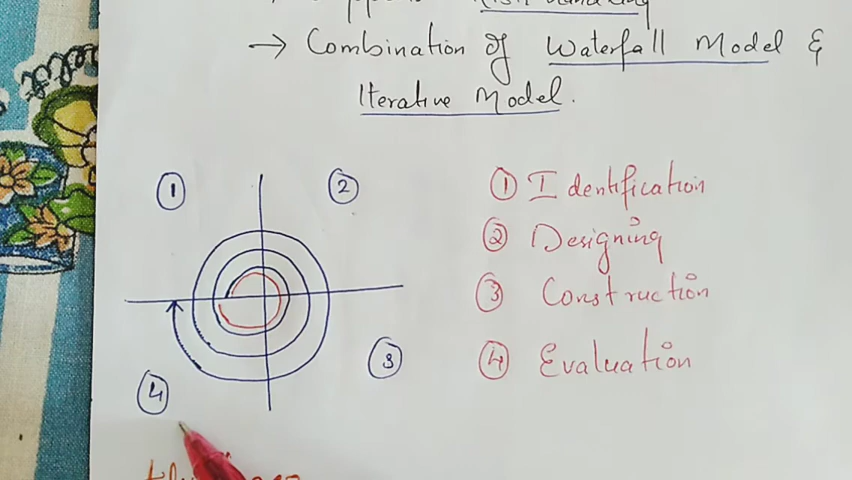 → Combination of Waterfall Model &
Iterative Model.
① ②
③
④
① Identification
② Designing
③ Construction
④ Evaluation